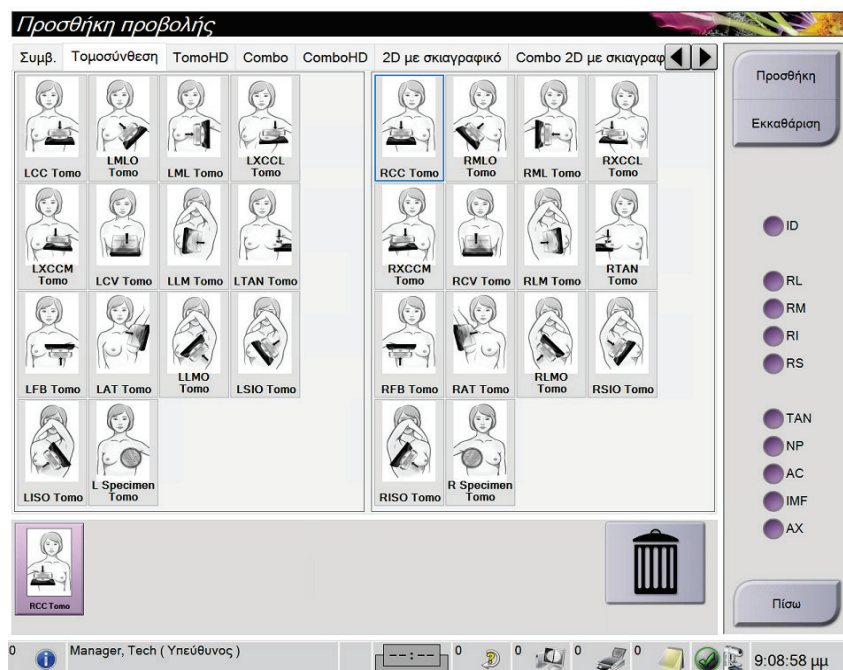 Προσθήκη προβολής
Συμβ. Τομοσύνθεση TomoHD Combo ComboHD 2D με σκιαγραφικό Combo 2D με σκιαγραφ
Προσθήκη
Εκκαθάριση
LCC Tomo
LMLO
Tomo
LML Tomo
LXCCL
Tomo
RCC Tomo
RMLO
Tomo
RML Tomo
RXCCL
Tomo
LXCCM
Tomo
LCV Tomo
LLM Tomo
LTAN Tomo
RXCCM
Tomo
RCV Tomo
RLM Tomo
RTAN
Tomo
LFB Tomo
LAT Tomo
LLMO
Tomo
LSIO Tomo
RFB Tomo
RAT Tomo
RLMO
Tomo
RSIO Tomo
LISO Tomo
L Specimen
Tomo
RISO Tomo
R Specimen
Tomo
ID
RL
RM
RI
RS
TAN
NP
AC
IMF
AX
RCC Tomo
Πίσω
0 Manager, Tech ( Υπεύθυνος ) --:-- 0 0 0 0 9:08:58 μμ